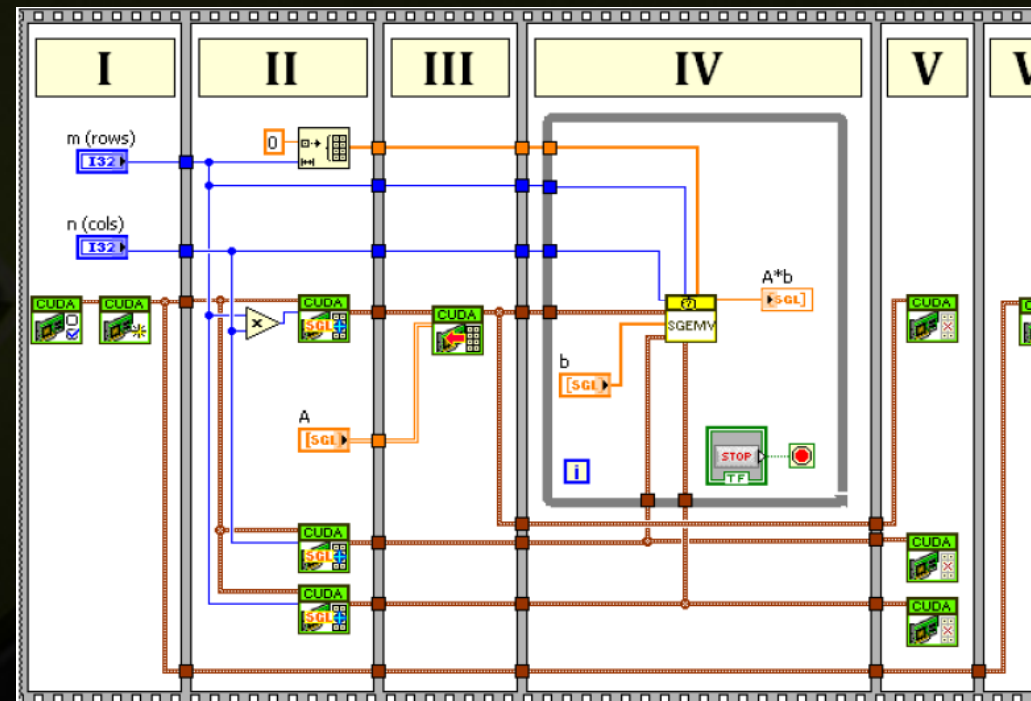 I II III IV V V
m (rows)
I32
0
n (cols)
I32
CUDA CUDA CUDA CUDA CUDA
SGL
x
A*b
SGL]
SGEMV
?
b
[SGL
A
[SGL
STOP
TF
i
CUDA CUDA
SGL
CUDA CUDA
SGL